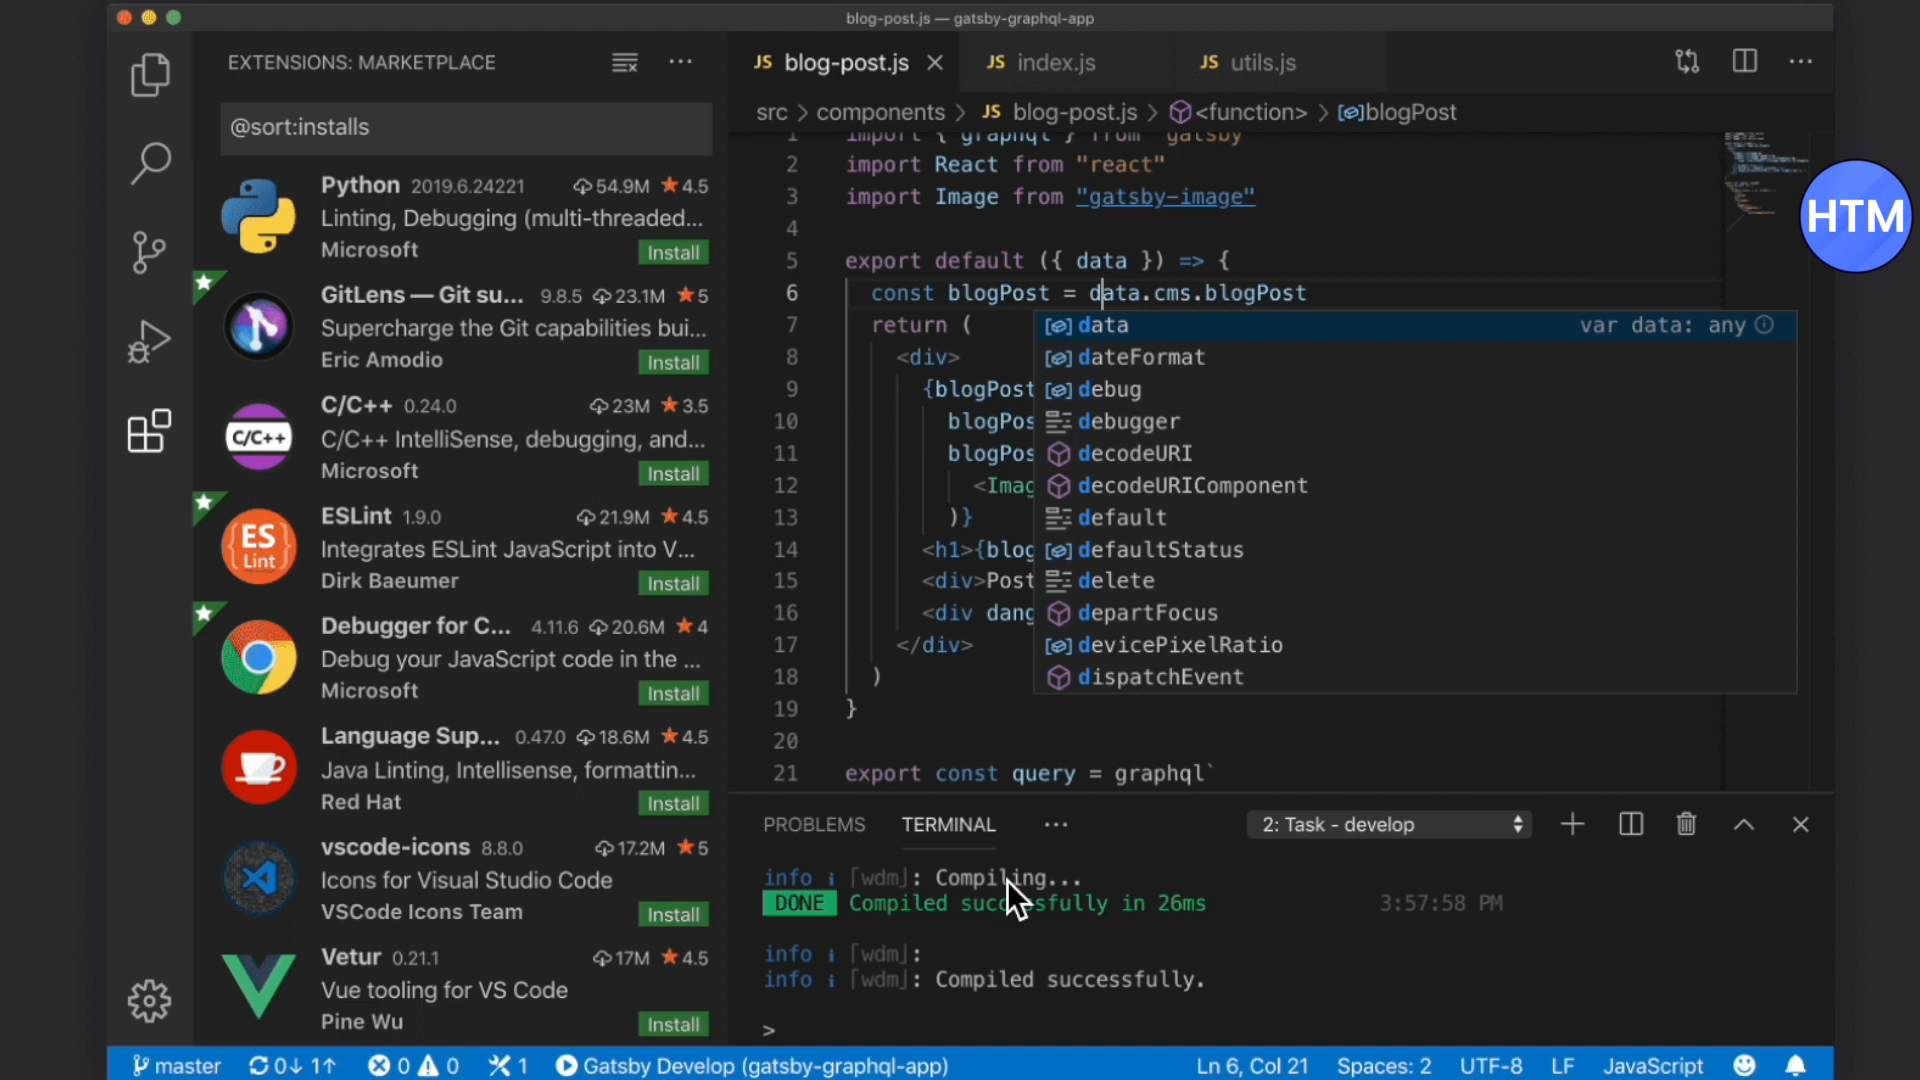 blog-post.js — gatsby-graphql-app
EXTENSIONS: MARKETPLACE
@sort:installs
Python 2019.6.24221 54.9M 4.5
Linting, Debugging (multi-threaded...
Microsoft
Install
GitLens — Git su... 9.8.5 23.1M 5
Supercharge the Git capabilities bui...
Eric Amodio
Install
C/C++
C/C++ 0.24.0 23M 3.5
C/C++ IntelliSense, debugging, and...
Microsoft
Install
ES
Lint
ESLint 1.9.0 21.9M 4.5
Integrates ESLint JavaScript into V...
Dirk Baeumer
Install
Debugger for C... 4.11.6 20.6M 4
Debug your JavaScript code in the ...
Microsoft
Install
Language Sup... 0.47.0 18.6M 4.5
Java Linting, Intellisense, formattin...
Red Hat
Install
vscode-icons 8.8.0 17.2M 5
Icons for Visual Studio Code
VSCode Icons Team
Install
Vetur 0.21.1 17M 4.5
Vue tooling for VS Code
Pine Wu
Install
JS blog-post.js JS index.js JS utils.js
src > components > JS blog-post.js > <function> > blogPost
1 import { graphql } from "gatsby"
2 import React from "react"
3 import Image from "gatsby-image"
4
5 export default ({ data }) => {
6 const blogPost = data.cms.blogPost
7 return (
8 <div>
9 {blogPost
10 blogPos
11 blogPos
12 <Imag
13 )}
14 <h1>{blog
15 <div>Post
16 <div dang
17 </div>
18 )
19 }
20
21 export const query = graphql`
data var data: any
dateFormat
debug
debugger
decodeURI
decodeURIComponent
default
defaultStatus
delete
departFocus
devicePixelRatio
dispatchEvent
HTM
PROBLEMS TERMINAL ··· 2: Task - develop
info i ｢wdm｣: Compiling...
DONE Compiled successfully in 26ms 3:57:58 PM
info i ｢wdm｣:
info i ｢wdm｣: Compiled successfully.
>
master 0↓ 1↑ 0 0 1 Gatsby Develop (gatsby-graphql-app) Ln 6, Col 21 Spaces: 2 UTF-8 LF JavaScript